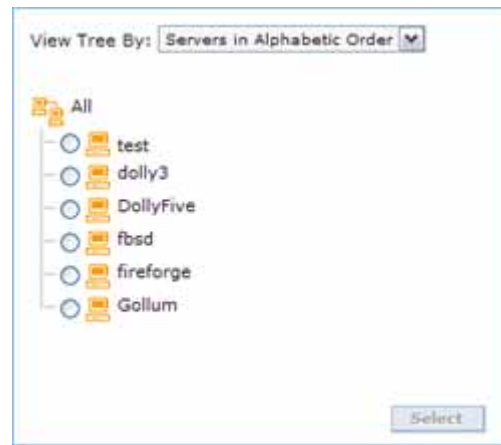 View Tree By: Servers in Alphabetic Order
All
test
dolly3
DollyFive
fbsd
fireforge
Gollum
Select